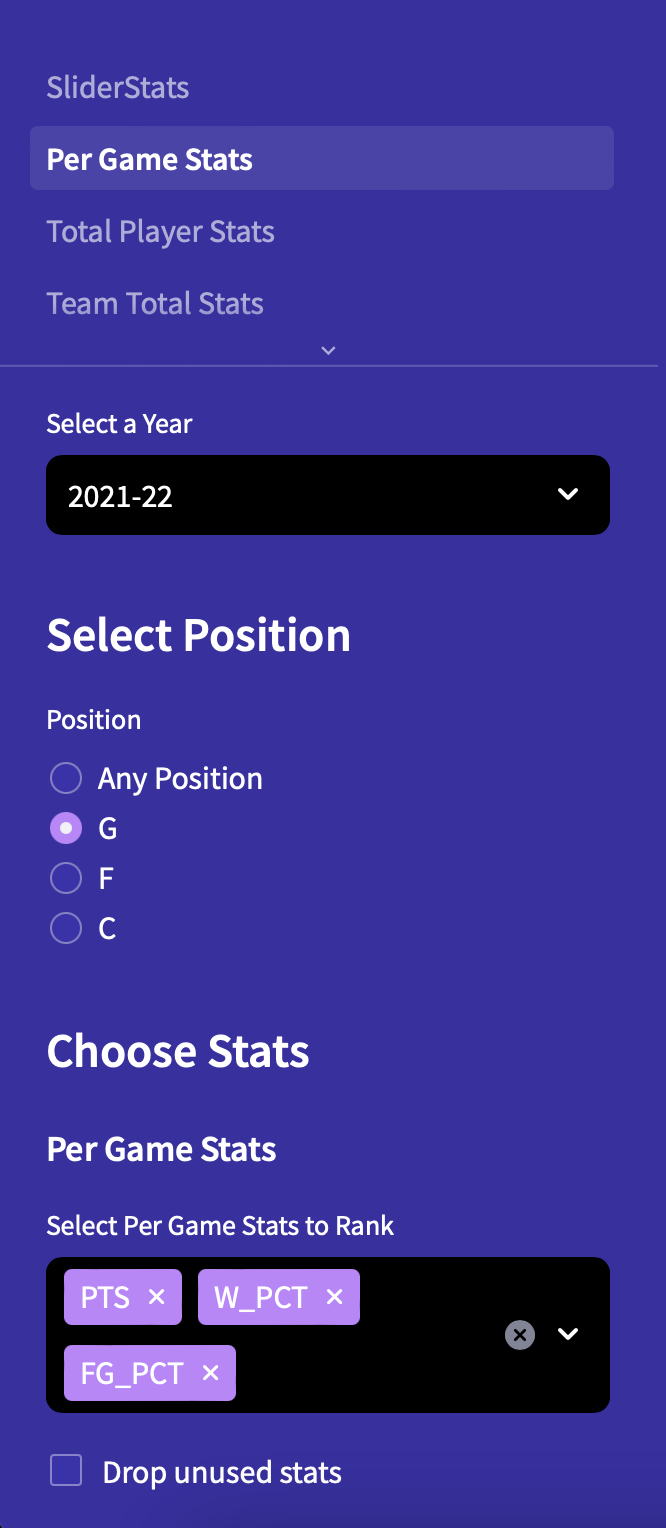 SliderStats
Per Game Stats
Total Player Stats
Team Total Stats
Select a Year
2021-22
Select Position
Position
Any Position
G
F
C
Choose Stats
Per Game Stats
Select Per Game Stats to Rank
PTS × W_PCT ×
FG_PCT ×
Drop unused stats